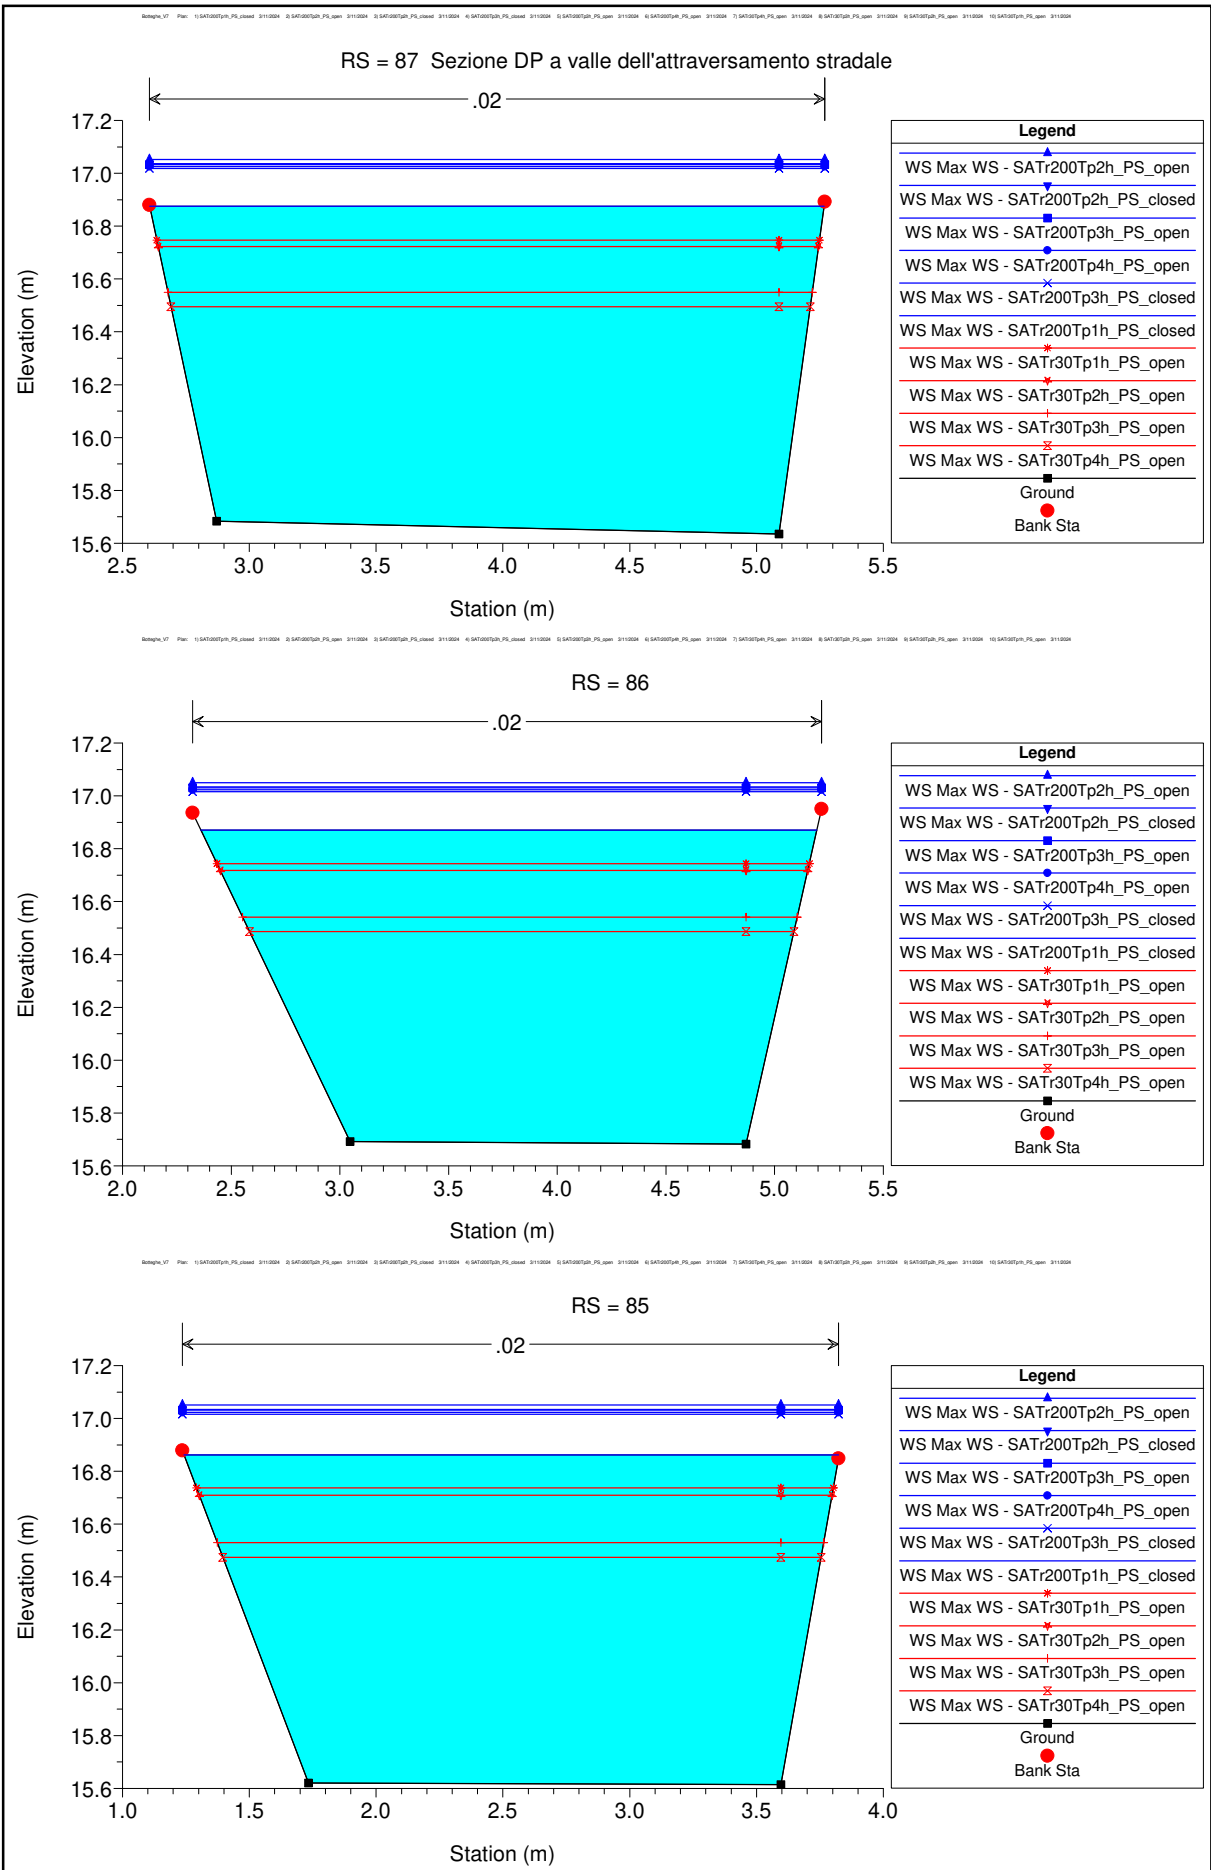 RS = 87 Sezione DP a valle dell'attraversamento stradale
.02
17.2
17.0
16.8
16.6
16.4
16.2
16.0
15.8
15.6
Elevation (m)
2.5 3.0 3.5 4.0 4.5 5.0 5.5
Station (m)
Legend
WS Max WS - SATr200Tp2h_PS_open
WS Max WS - SATr200Tp2h_PS_closed
WS Max WS - SATr200Tp3h_PS_open
WS Max WS - SATr200Tp4h_PS_open
WS Max WS - SATr200Tp3h_PS_closed
WS Max WS - SATr200Tp1h_PS_closed
WS Max WS - SATr30Tp1h_PS_open
WS Max WS - SATr30Tp2h_PS_open
WS Max WS - SATr30Tp3h_PS_open
WS Max WS - SATr30Tp4h_PS_open
Ground
Bank Sta
RS = 86
.02
17.2
17.0
16.8
16.6
16.4
16.2
16.0
15.8
15.6
Elevation (m)
2.0 2.5 3.0 3.5 4.0 4.5 5.0 5.5
Station (m)
Legend
WS Max WS - SATr200Tp2h_PS_open
WS Max WS - SATr200Tp2h_PS_closed
WS Max WS - SATr200Tp3h_PS_open
WS Max WS - SATr200Tp4h_PS_open
WS Max WS - SATr200Tp3h_PS_closed
WS Max WS - SATr200Tp1h_PS_closed
WS Max WS - SATr30Tp1h_PS_open
WS Max WS - SATr30Tp2h_PS_open
WS Max WS - SATr30Tp3h_PS_open
WS Max WS - SATr30Tp4h_PS_open
Ground
Bank Sta
RS = 85
.02
17.2
17.0
16.8
16.6
16.4
16.2
16.0
15.8
15.6
Elevation (m)
1.0 1.5 2.0 2.5 3.0 3.5 4.0
Station (m)
Legend
WS Max WS - SATr200Tp2h_PS_open
WS Max WS - SATr200Tp2h_PS_closed
WS Max WS - SATr200Tp3h_PS_open
WS Max WS - SATr200Tp4h_PS_open
WS Max WS - SATr200Tp3h_PS_closed
WS Max WS - SATr200Tp1h_PS_closed
WS Max WS - SATr30Tp1h_PS_open
WS Max WS - SATr30Tp2h_PS_open
WS Max WS - SATr30Tp3h_PS_open
WS Max WS - SATr30Tp4h_PS_open
Ground
Bank Sta